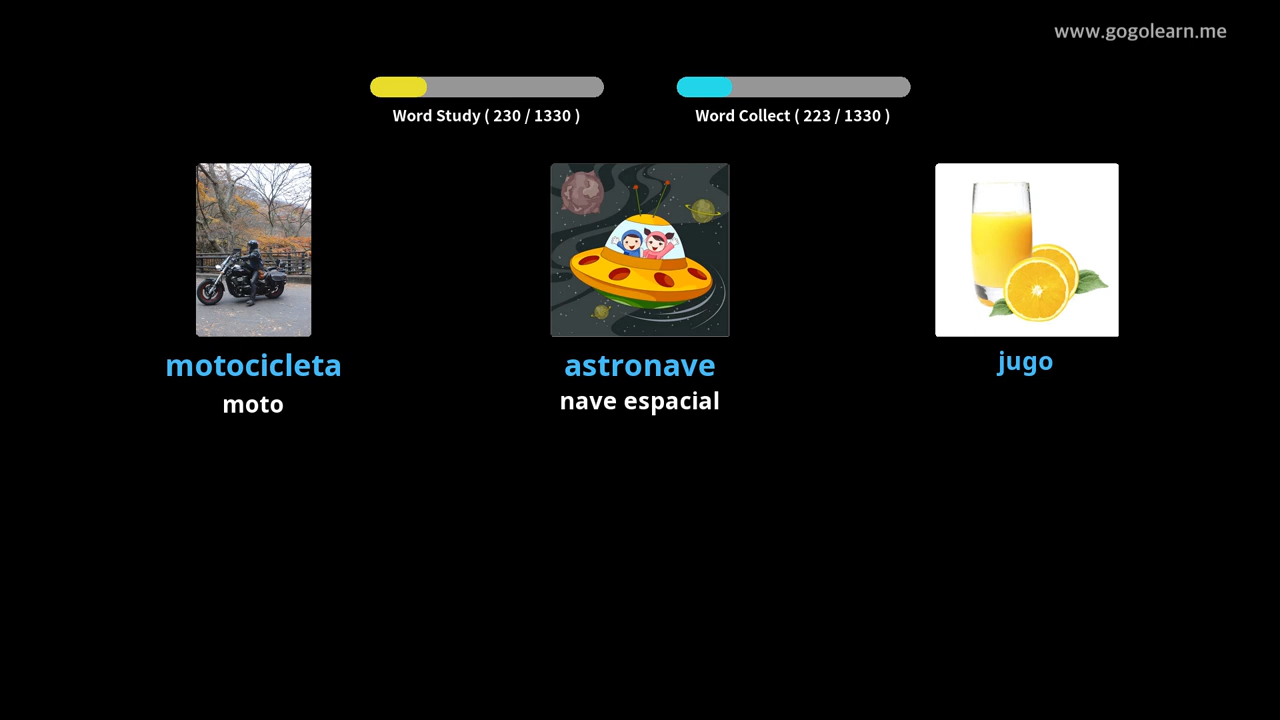 www.gogolearn.me
Word Study ( 230 / 1330 )
Word Collect ( 223 / 1330 )
motocicleta
moto
astronave
nave espacial
jugo